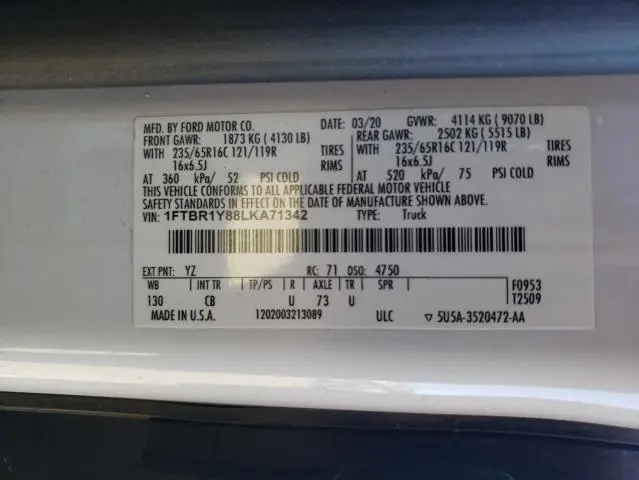 MFD. BY FORD MOTOR CO.
DATE: 03/20 GVWR: 4114 KG ( 9070 LB)
FRONT GAWR: 1873 KG ( 4130 LB)
REAR GAWR: 2502 KG ( 5515 LB)
WITH 235/65R16C 121/119R TIRES
WITH 235/65R16C 121/119R TIRES
16x6.5J RIMS
16x6.5J RIMS
AT 360 kPa/ 52 PSI COLD
AT 520 kPa/ 75 PSI COLD
THIS VEHICLE CONFORMS TO ALL APPLICABLE FEDERAL MOTOR VEHICLE
SAFETY STANDARDS IN EFFECT ON THE DATE OF MANUFACTURE SHOWN ABOVE.
VIN: 1FTBR1Y88LKA71342 TYPE: Truck
EXT PNT: YZ RC: 71 DSO: 4750
WB INT TR TP/PS R AXLE TR SPR
130 CB U 73 U
F0953
T2509
MADE IN U.S.A. 1202003213089 ULC ▽ 5U5A-3520472-AA